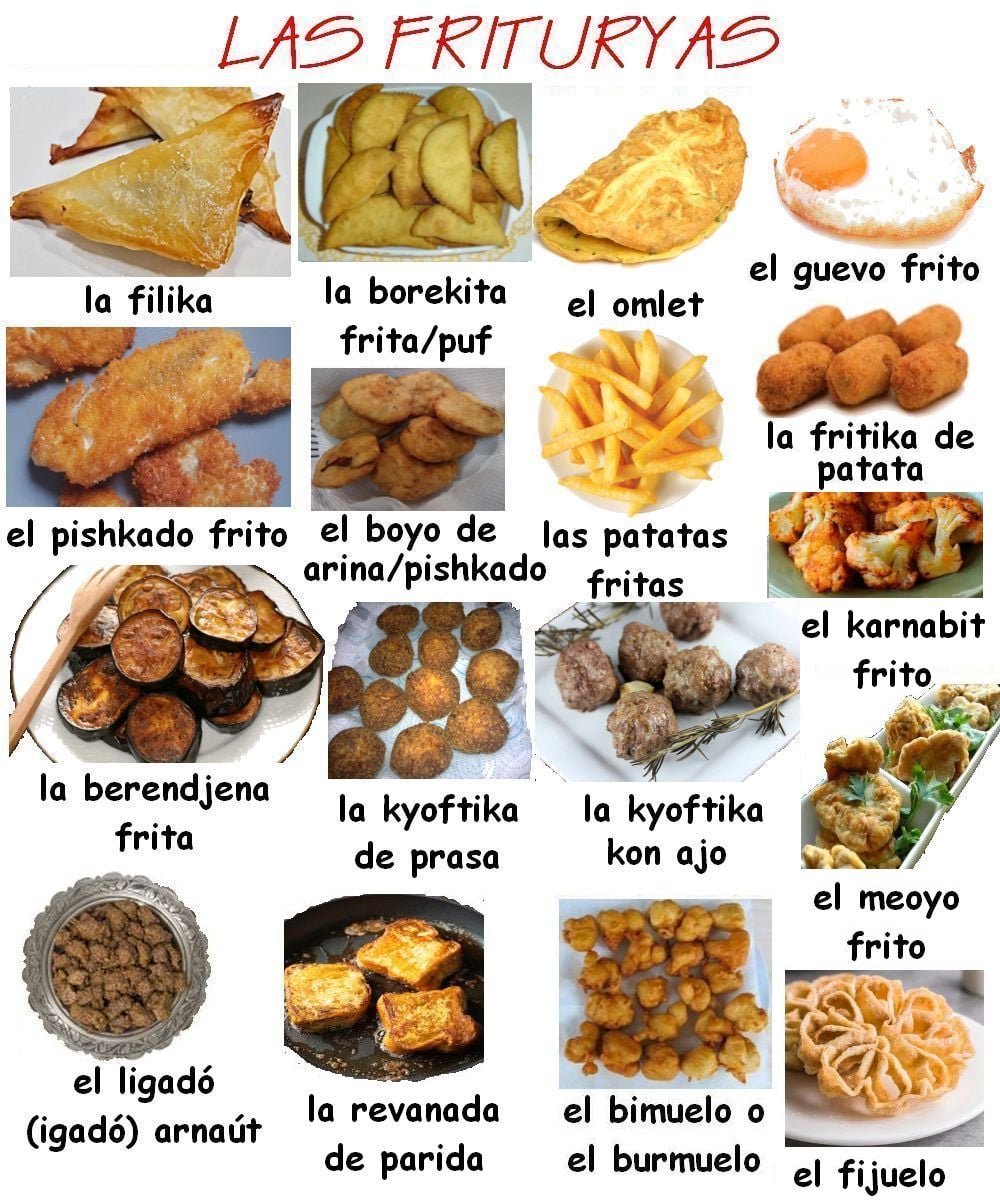 LAS FRITURYAS
la filika
la borekita
frita/puf
el omlet
el guevo frito
el pishkado frito
el boyo de
arina/pishkado
las patatas
fritas
la fritika de
patata
el karnabit
frito
la berendjena
frita
la kyoftika
de prasa
la kyoftika
kon ajo
el meoyo
frito
el ligadó
(igadó) arnaút
la revanada
de parida
el bimuelo o
el burmuelo
el fijuelo